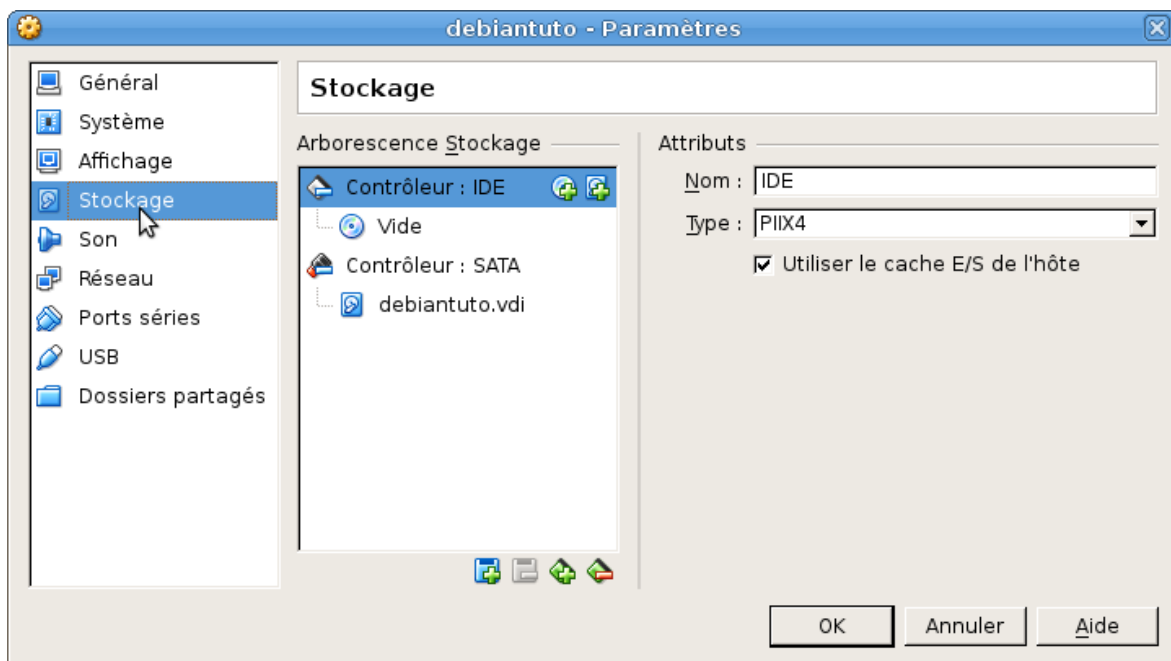 debiantuto - Paramètres
Général
Système
Affichage
Stockage
Son
Réseau
Ports séries
USB
Dossiers partagés
Stockage
Arborescence Stockage
Contrôleur : IDE
Vide
Contrôleur : SATA
debiantuto.vdi
Attributs
Nom : IDE
Type : PIIX4
Utiliser le cache E/S de l'hôte
OK
Annuler
Aide